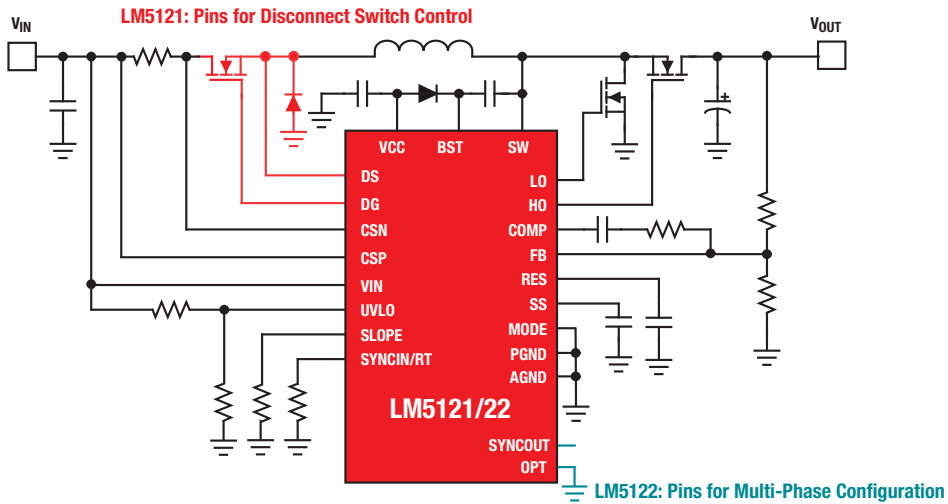 LM5121: Pins for Disconnect Switch Control
VIN
VOUT
+
VCC BST SW
DS
DG
CSN
CSP
VIN
UVLO
SLOPE
SYNCIN/RT
LO
HO
COMP
FB
RES
SS
MODE
PGND
AGND
LM5121/22
SYNCOUT
OPT
LM5122: Pins for Multi-Phase Configuration